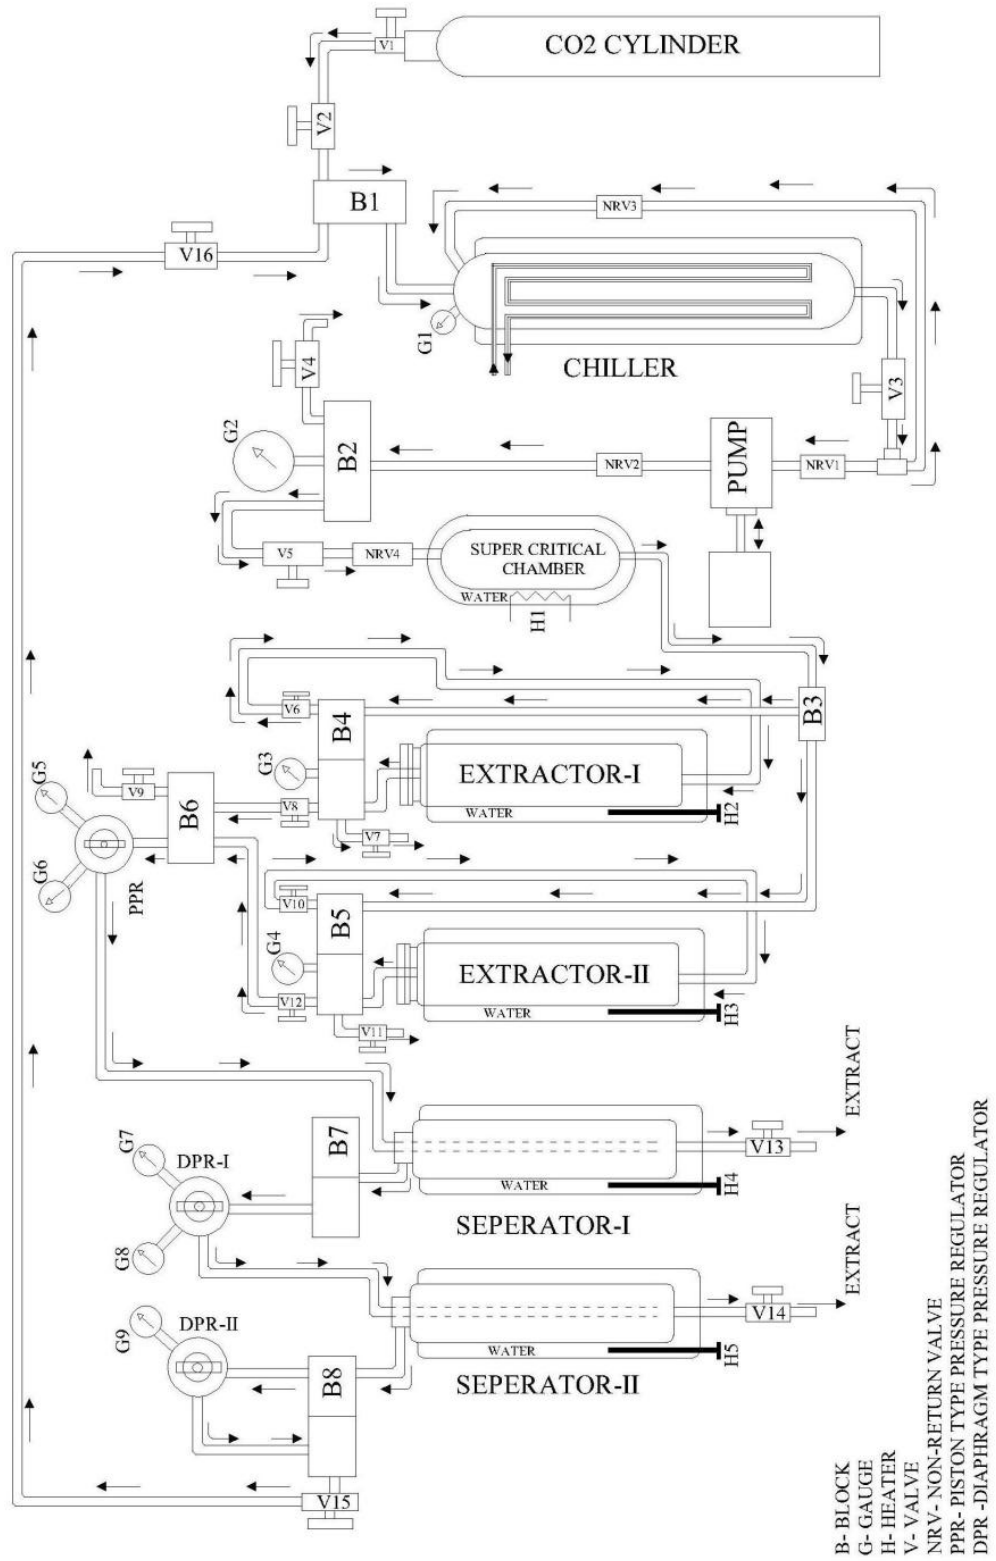 V1
CO2 CYLINDER
V2
B1
NRV3
V16
G1
CHILLER
V4
V3
G2
B2
NRV2
PUMP
NRV1
V5
NRV4
SUPER CRITICAL
CHAMBER
WATER
H1
V6
B4
B3
G3
EXTRACTOR-I
G5
V9
B6
V8
WATER
H2
V7
G6
PPR
V10
B5
G4
EXTRACTOR-II
V12
WATER
H3
V11
EXTRACT
G7
DPR-I
B7
V13
WATER
H4
G8
SEPERATOR-I
EXTRACT
G9
DPR-II
V14
WATER
H5
B8
SEPERATOR-II
V15
B- BLOCK
G- GAUGE
H- HEATER
V- VALVE
NRV- NON-RETURN VALVE
PPR- PISTON TYPE PRESSURE REGULATOR
DPR -DIAPHRAGM TYPE PRESSURE REGULATOR